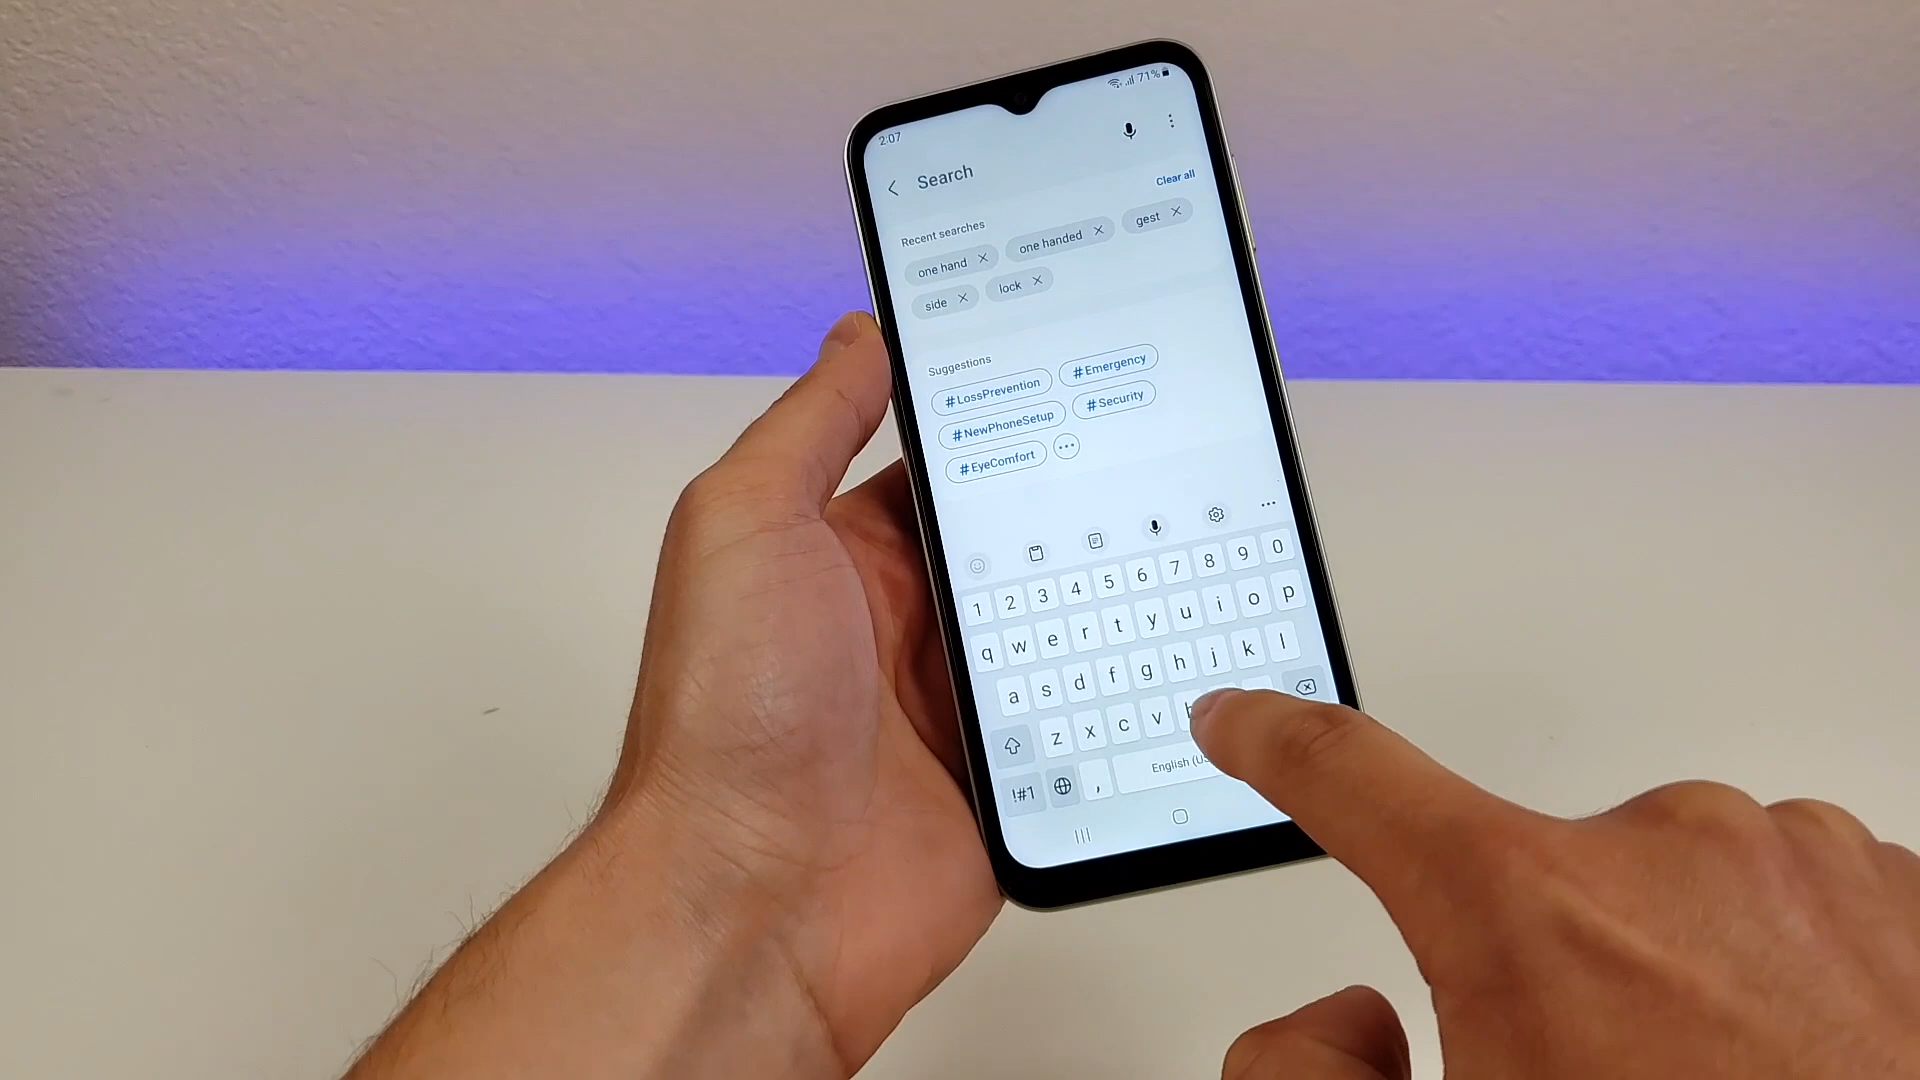 2:07 71%
Search
Clear all
Recent searches
one hand one handed gest
side lock
Suggestions
#LossPrevention #Emergency
#NewPhoneSetup #Security
#EyeComfort
1 2 3 4 5 6 7 8 9 0
q w e r t y u i o p
a s d f g h j k l
z x c v
!#1 , English